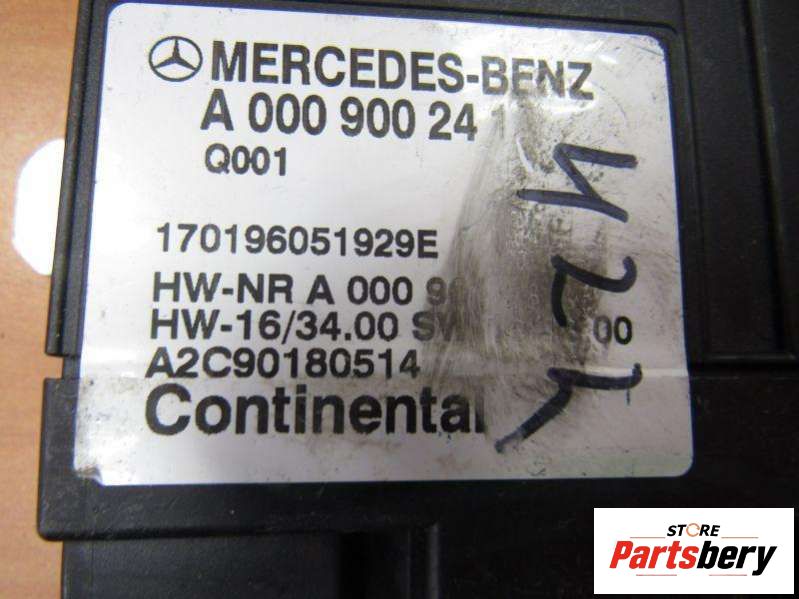 MERCEDES-BENZ
A 000 900 24
Q001
170196051929E
HW-NR A 000
HW-16/34.00 00
A2C90180514
Continental
STORE
Partsbery